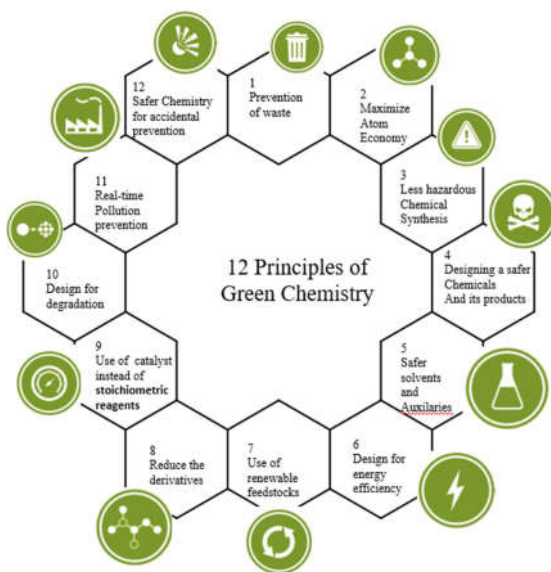 12 Principles of
Green Chemistry
1
Prevention
of waste
2
Maximize
Atom
Economy
3
Less hazardous
Chemical
Synthesis
4
Designing a safer
Chemicals
And its products
5
Safer
solvents
and
Auxilaries
6
Design for
energy
efficiency
7
Use of
renewable
feedstocks
8
Reduce the
derivatives
9
Use of catalyst
instead of
stoichiometric
reagents
10
Design for
degradation
11
Real-time
Pollution
prevention
12
Safer Chemistry
for accidental
prevention